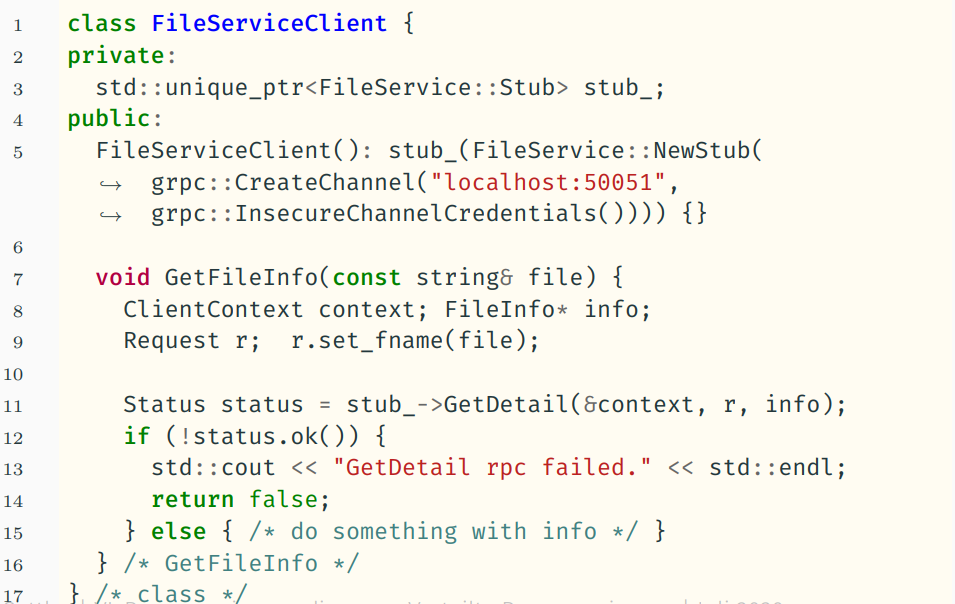 1 class FileServiceClient {
2 private:
3 std::unique_ptr<FileService::Stub> stub_;
4 public:
5 FileServiceClient(): stub_(FileService::NewStub(
↪ grpc::CreateChannel("localhost:50051",
↪ grpc::InsecureChannelCredentials()))) {}
6
7 void GetFileInfo(const string& file) {
8 ClientContext context; FileInfo* info;
9 Request r; r.set_fname(file);
10
11 Status status = stub_->GetDetail(&context, r, info);
12 if (!status.ok()) {
13 std::cout << "GetDetail rpc failed." << std::endl;
14 return false;
15 } else { /* do something with info */ }
16 } /* GetFileInfo */
17 } /* class */